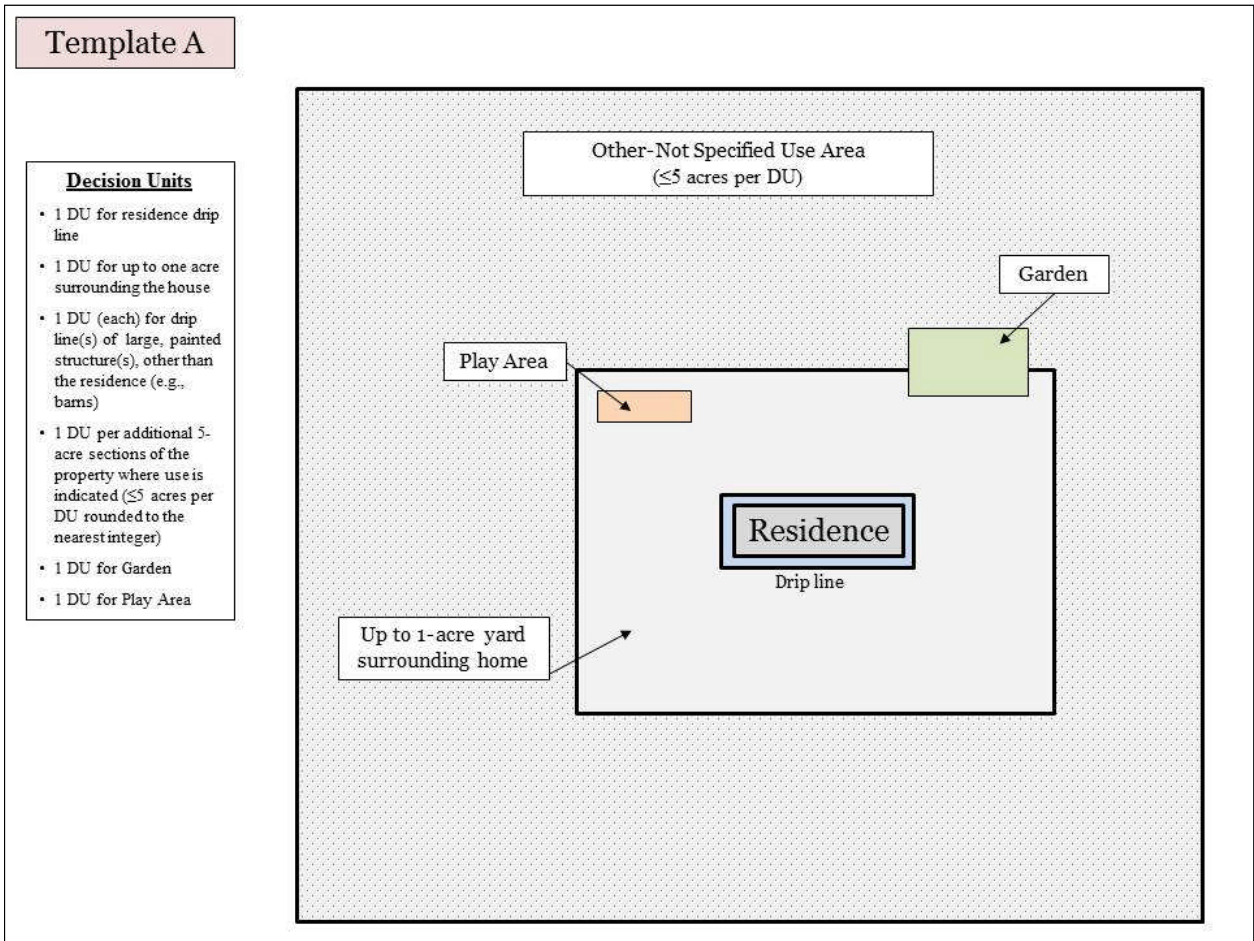 Template A
Decision Units
• 1 DU for residence drip
line
• 1 DU for up to one acre
surrounding the house
• 1 DU (each) for drip
line(s) of large, painted
structure(s), other than
the residence (e.g.,
barns)
• 1 DU per additional 5-
acre sections of the
property where use is
indicated (≤5 acres per
DU rounded to the
nearest integer)
• 1 DU for Garden
• 1 DU for Play Area
Other-Not Specified Use Area
(≤5 acres per DU)
Garden
Play Area
Residence
Drip line
Up to 1-acre yard
surrounding home